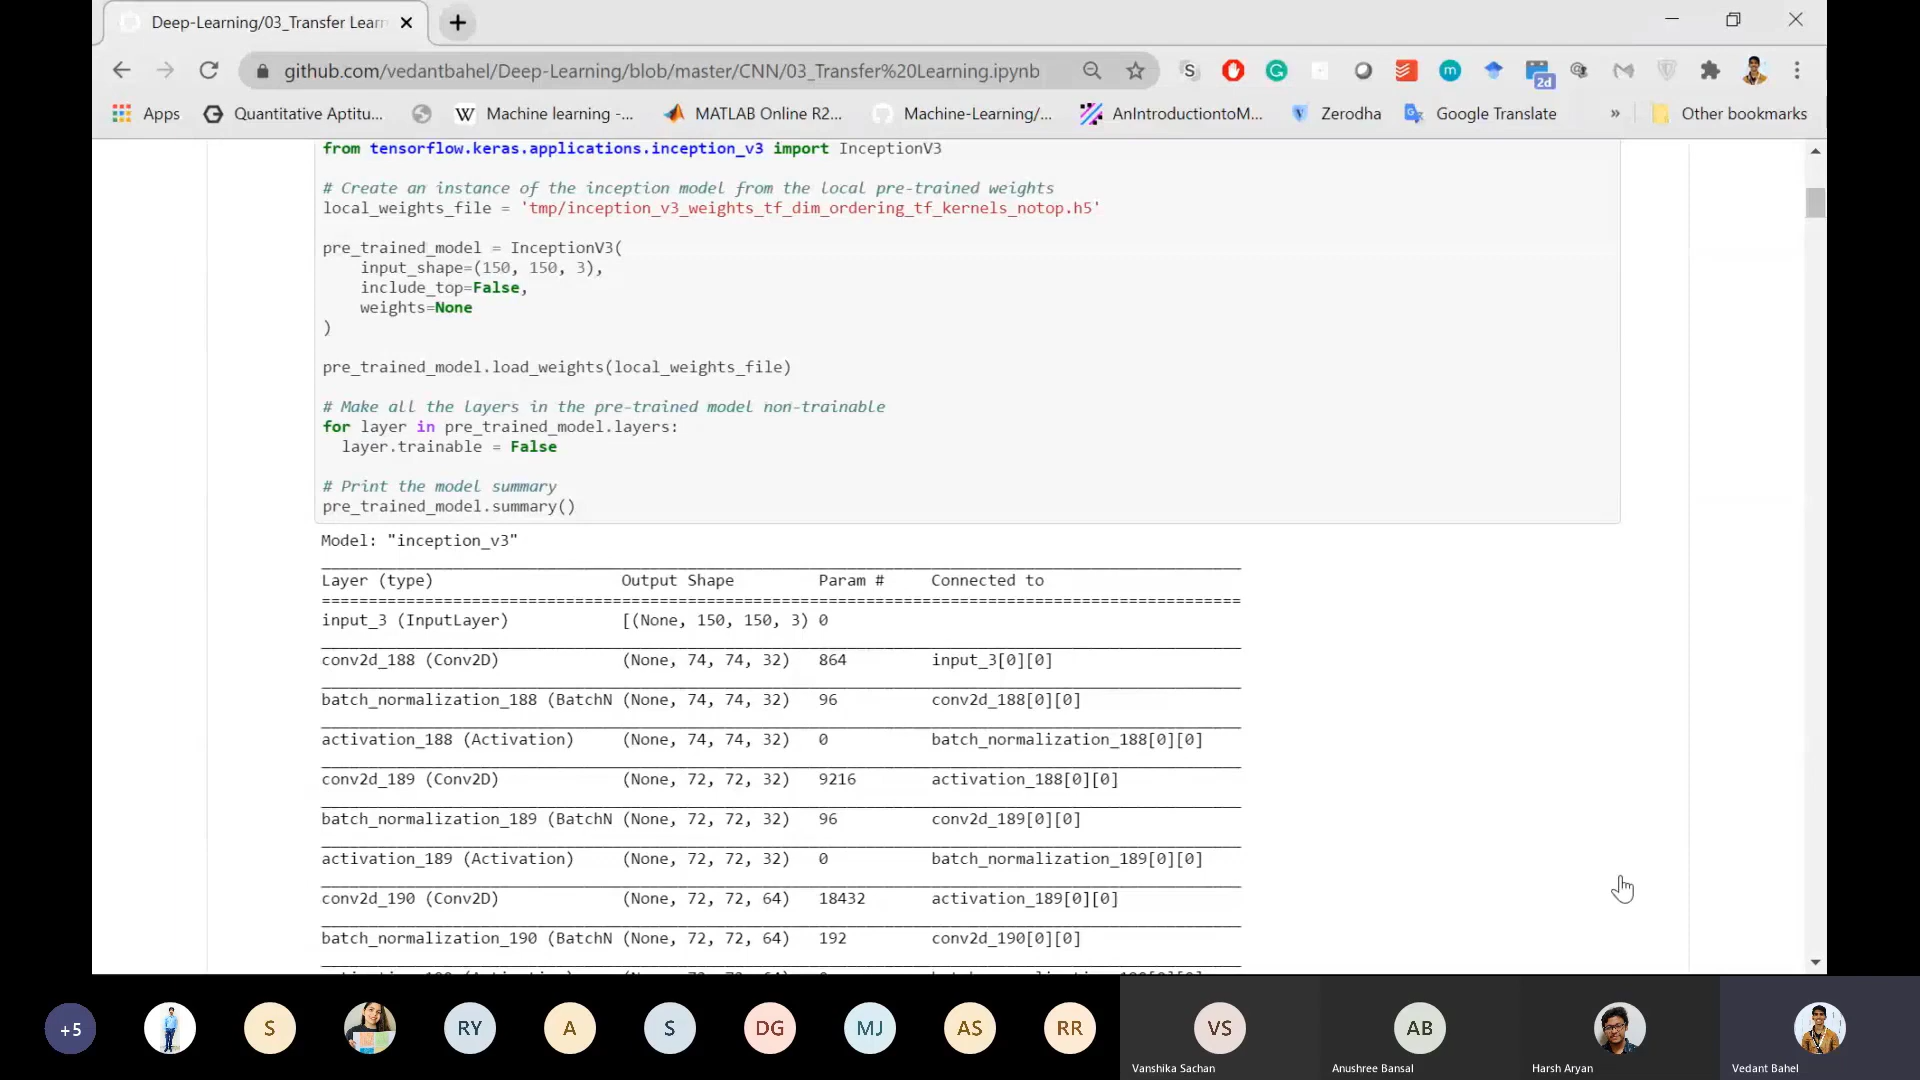 Deep-Learning/03_Transfer Learn
github.com/vedantbahel/Deep-Learning/blob/master/CNN/03_Transfer%20Learning.ipynb
2d
Apps
Quantitative Aptitu...
Machine learning -...
MATLAB Online R2...
Machine-Learning/...
AnIntroductiontoM...
Zerodha
Google Translate
»
Other bookmarks
from tensorflow.keras.applications.inception_v3 import InceptionV3
# Create an instance of the inception model from the local pre-trained weights
local_weights_file = 'tmp/inception_v3_weights_tf_dim_ordering_tf_kernels_notop.h5'
pre_trained_model = InceptionV3(
input_shape=(150, 150, 3),
include_top=False,
weights=None
)
pre_trained_model.load_weights(local_weights_file)
# Make all the layers in the pre-trained model non-trainable
for layer in pre_trained_model.layers:
layer.trainable = False
# Print the model summary
pre_trained_model.summary()
Model: "inception_v3"
Layer (type) Output Shape Param # Connected to
input_3 (InputLayer) [(None, 150, 150, 3) 0
conv2d_188 (Conv2D) (None, 74, 74, 32) 864 input_3[0][0]
batch_normalization_188 (BatchN (None, 74, 74, 32) 96 conv2d_188[0][0]
activation_188 (Activation) (None, 74, 74, 32) 0 batch_normalization_188[0][0]
conv2d_189 (Conv2D) (None, 72, 72, 32) 9216 activation_188[0][0]
batch_normalization_189 (BatchN (None, 72, 72, 32) 96 conv2d_189[0][0]
activation_189 (Activation) (None, 72, 72, 32) 0 batch_normalization_189[0][0]
conv2d_190 (Conv2D) (None, 72, 72, 64) 18432 activation_189[0][0]
batch_normalization_190 (BatchN (None, 72, 72, 64) 192 conv2d_190[0][0]
+5
S
RY
A
S
DG
MJ
AS
RR
VS
AB
Vanshika Sachan
Anushree Bansal
Harsh Aryan
Vedant Bahel